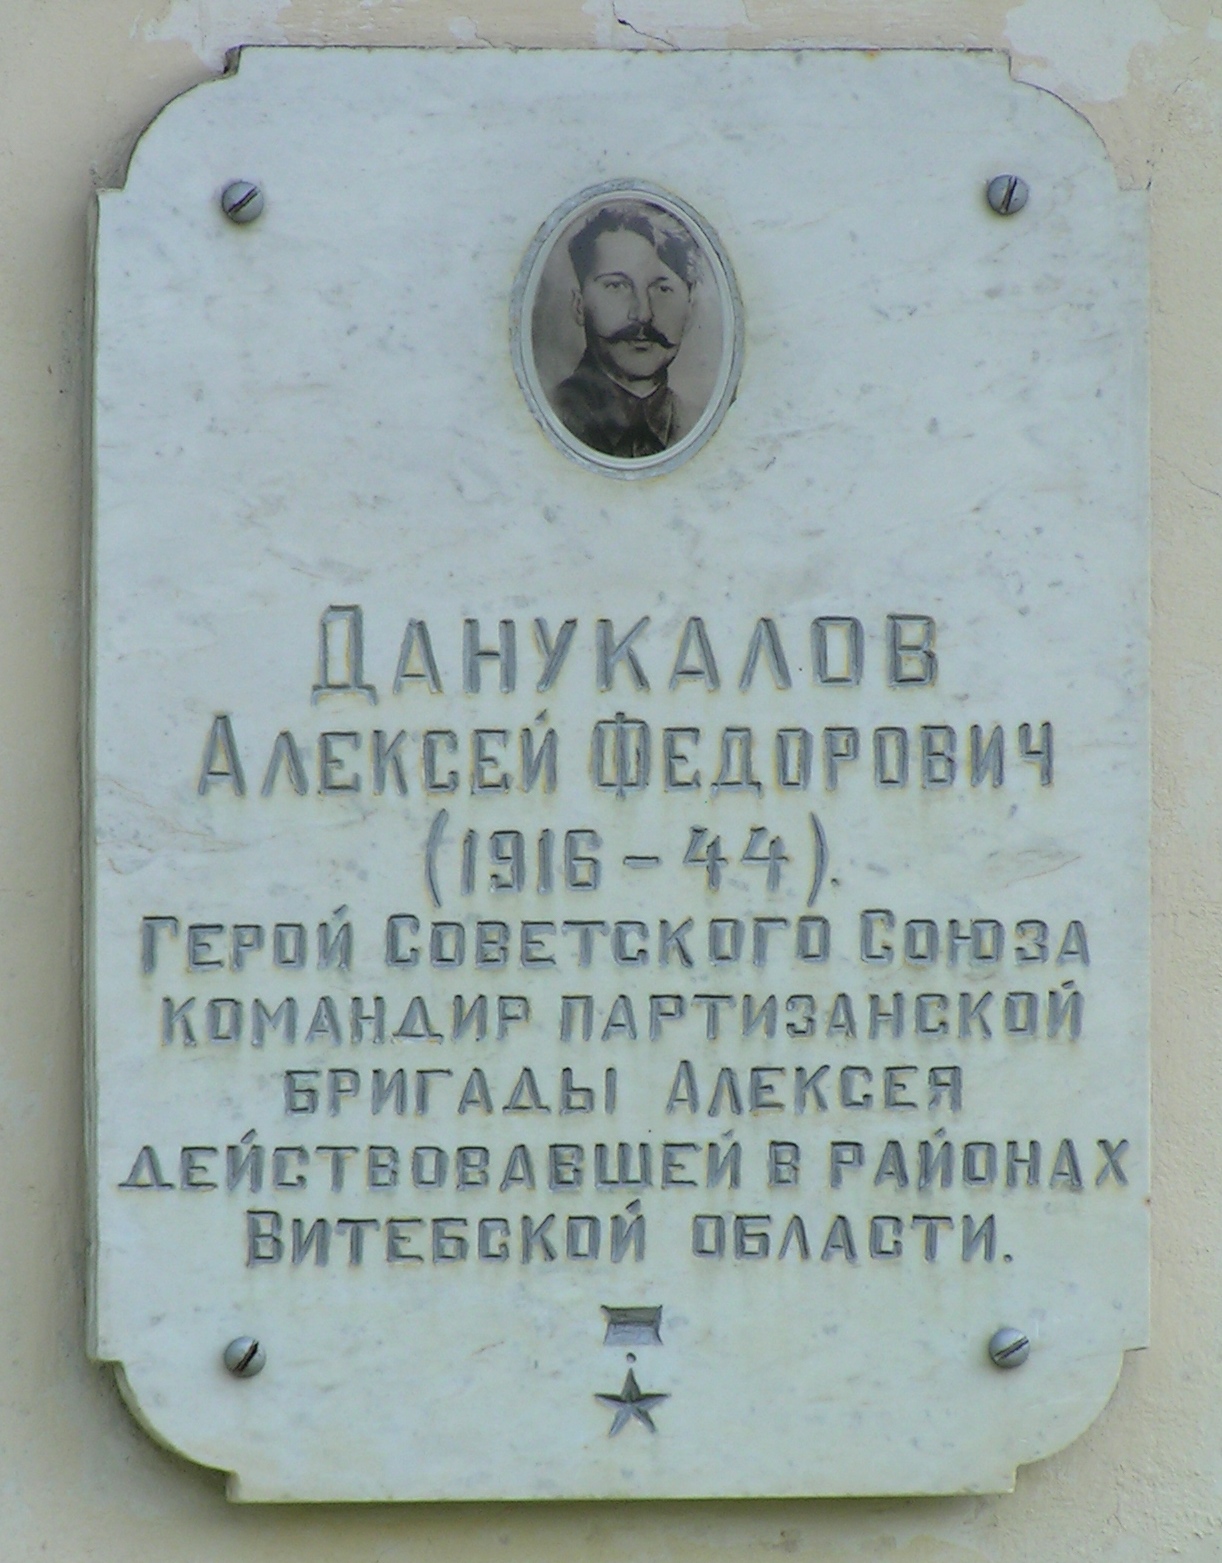 Данукалов
Алексей Федорович
(1916-44).
Герой Советского Союза
командир партизанской
бригады Алексея
действовавшей в районах
Витебской области.